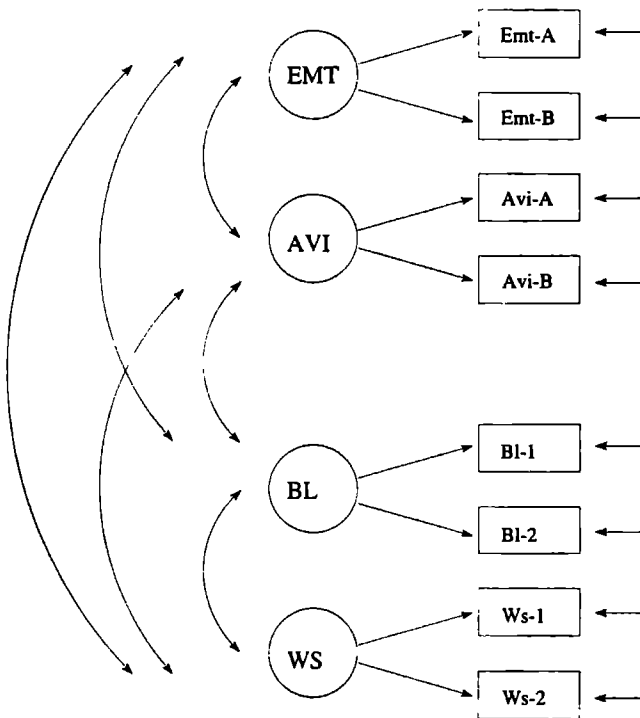 EMT
Emt-A
Emt-B
AVI
Avi-A
Avi-B
BL
Bl-1
Bl-2
WS
Ws-1
Ws-2